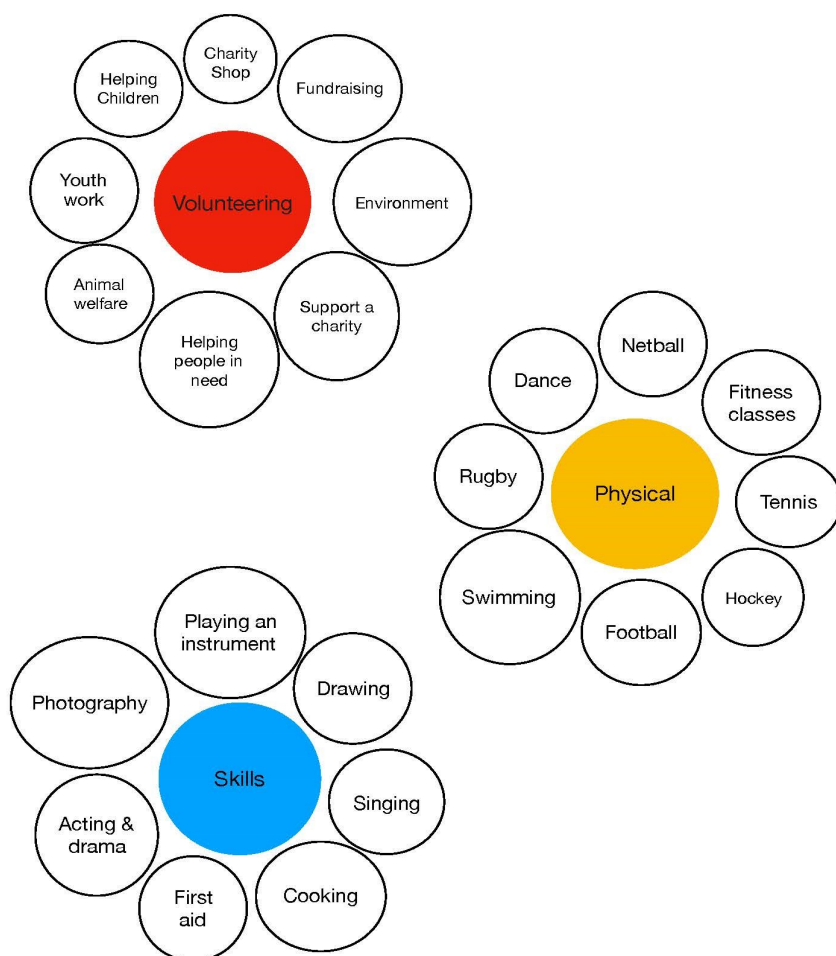 Charity
Shop
Helping
Children
Fundraising
Youth
work
Volunteering
Environment
Animal
welfare
Support a
charity
Helping
people in
need
Netball
Dance
Fitness
classes
Rugby
Physical
Tennis
Swimming
Hockey
Football
Playing an
instrument
Photography
Drawing
Skills
Singing
Acting &
drama
First
aid
Cooking